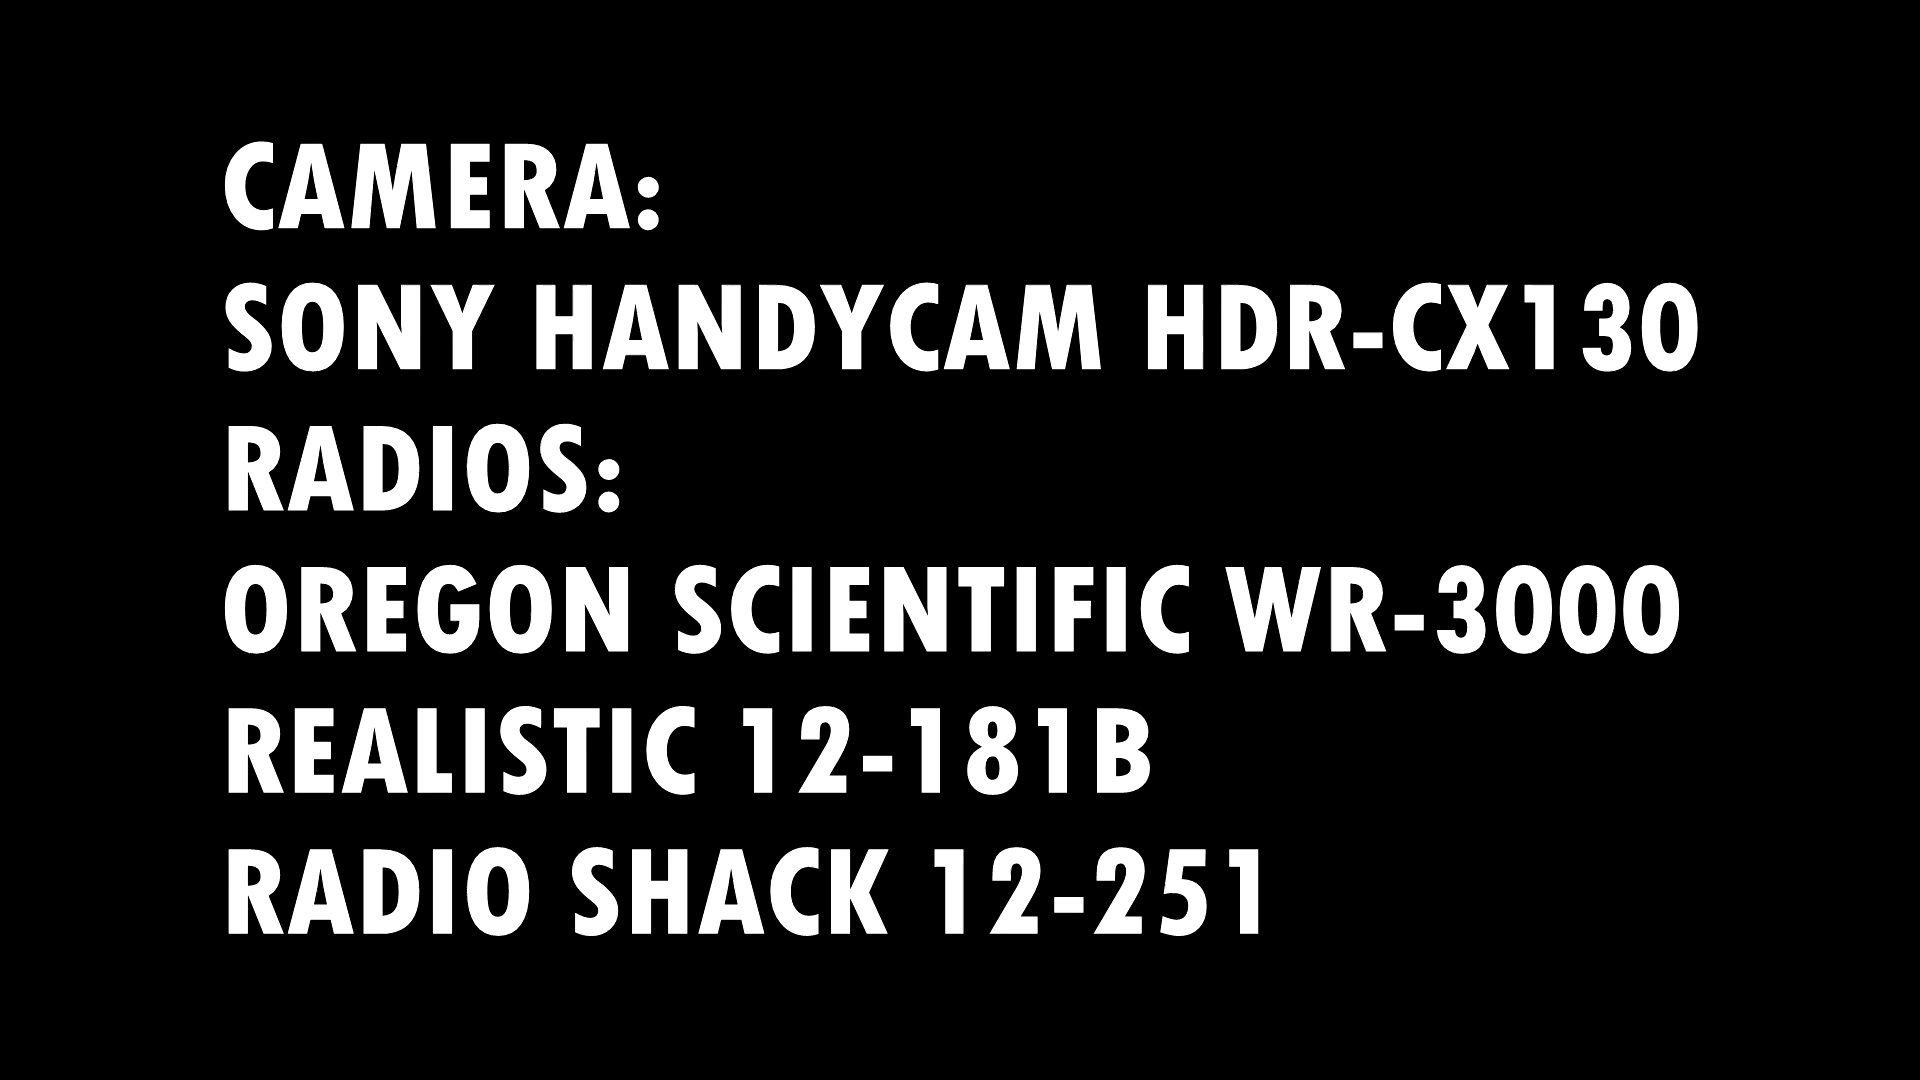 CAMERA:
SONY HANDYCAM HDR-CX130
RADIOS:
OREGON SCIENTIFIC WR-3000
REALISTIC 12-181B
RADIO SHACK 12-251